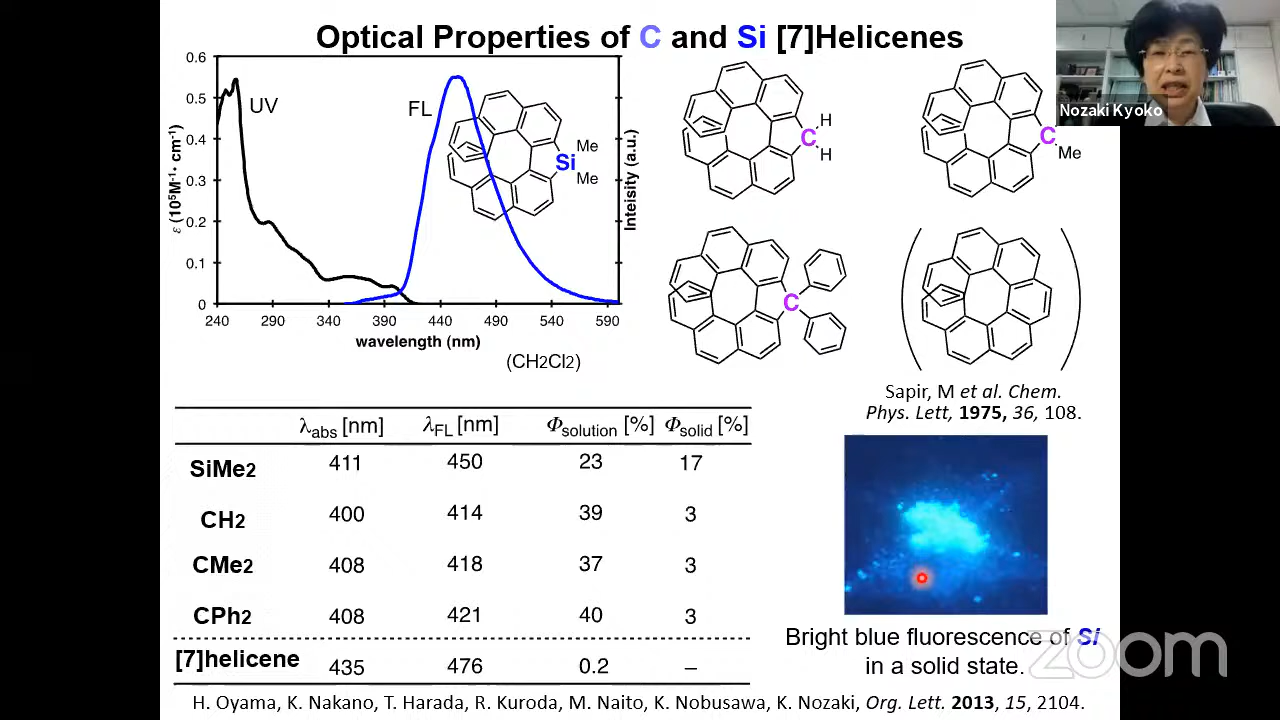 Optical Properties of C and Si [7]Helicenes
0.6
0.5
0.4
0.3
0.2
0.1
0
ε (10⁵M⁻¹• cm⁻¹)
UV
FL
Si
Me
Me
Inteisity (a.u.)
240 290 340 390 440 490 540 590
wavelength (nm)
(CH2Cl2)
C
H
H
C
Me
C
Nozaki Kyoko
Sapir, M et al. Chem.
Phys. Lett, 1975, 36, 108.
λabs [nm] λFL [nm] Φsolution [%] Φsolid [%]
SiMe2 411 450 23 17
CH2 400 414 39 3
CMe2 408 418 37 3
CPh2 408 421 40 3
[7]helicene 435 476 0.2 –
Bright blue fluorescence of Si
in a solid state.
zoom
H. Oyama, K. Nakano, T. Harada, R. Kuroda, M. Naito, K. Nobusawa, K. Nozaki, Org. Lett. 2013, 15, 2104.